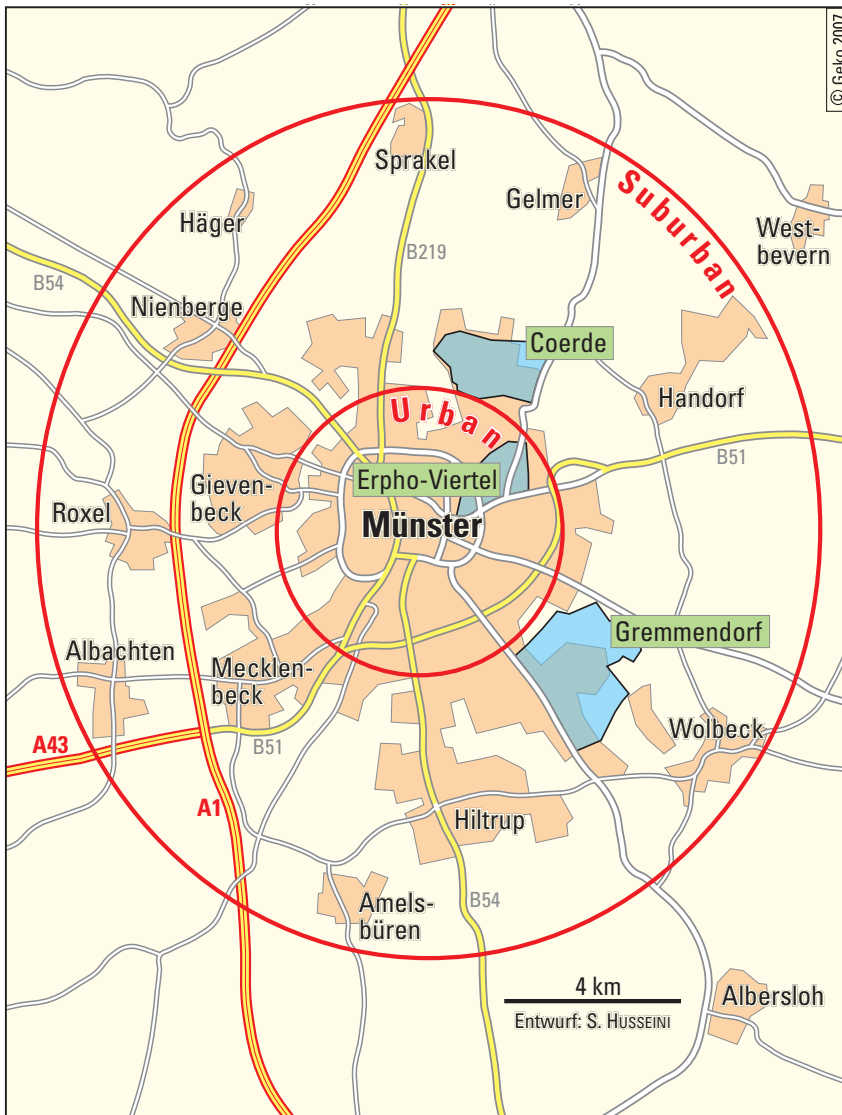 © Geko 2007
Sprakel
Gelmer
Suburban
Häger
West-
bevern
B219
B54
Nienberge
Coerde
Handorf
Urban
B51
Erpho-Viertel
Gieven-
beck
Roxel
Münster
Gremmendorf
Albachten
Mecklen-
beck
Wolbeck
A43
B51
A1
Hiltrup
Amels-
büren
B54
4 km
Albersloh
Entwurf: S. HUSSEINI